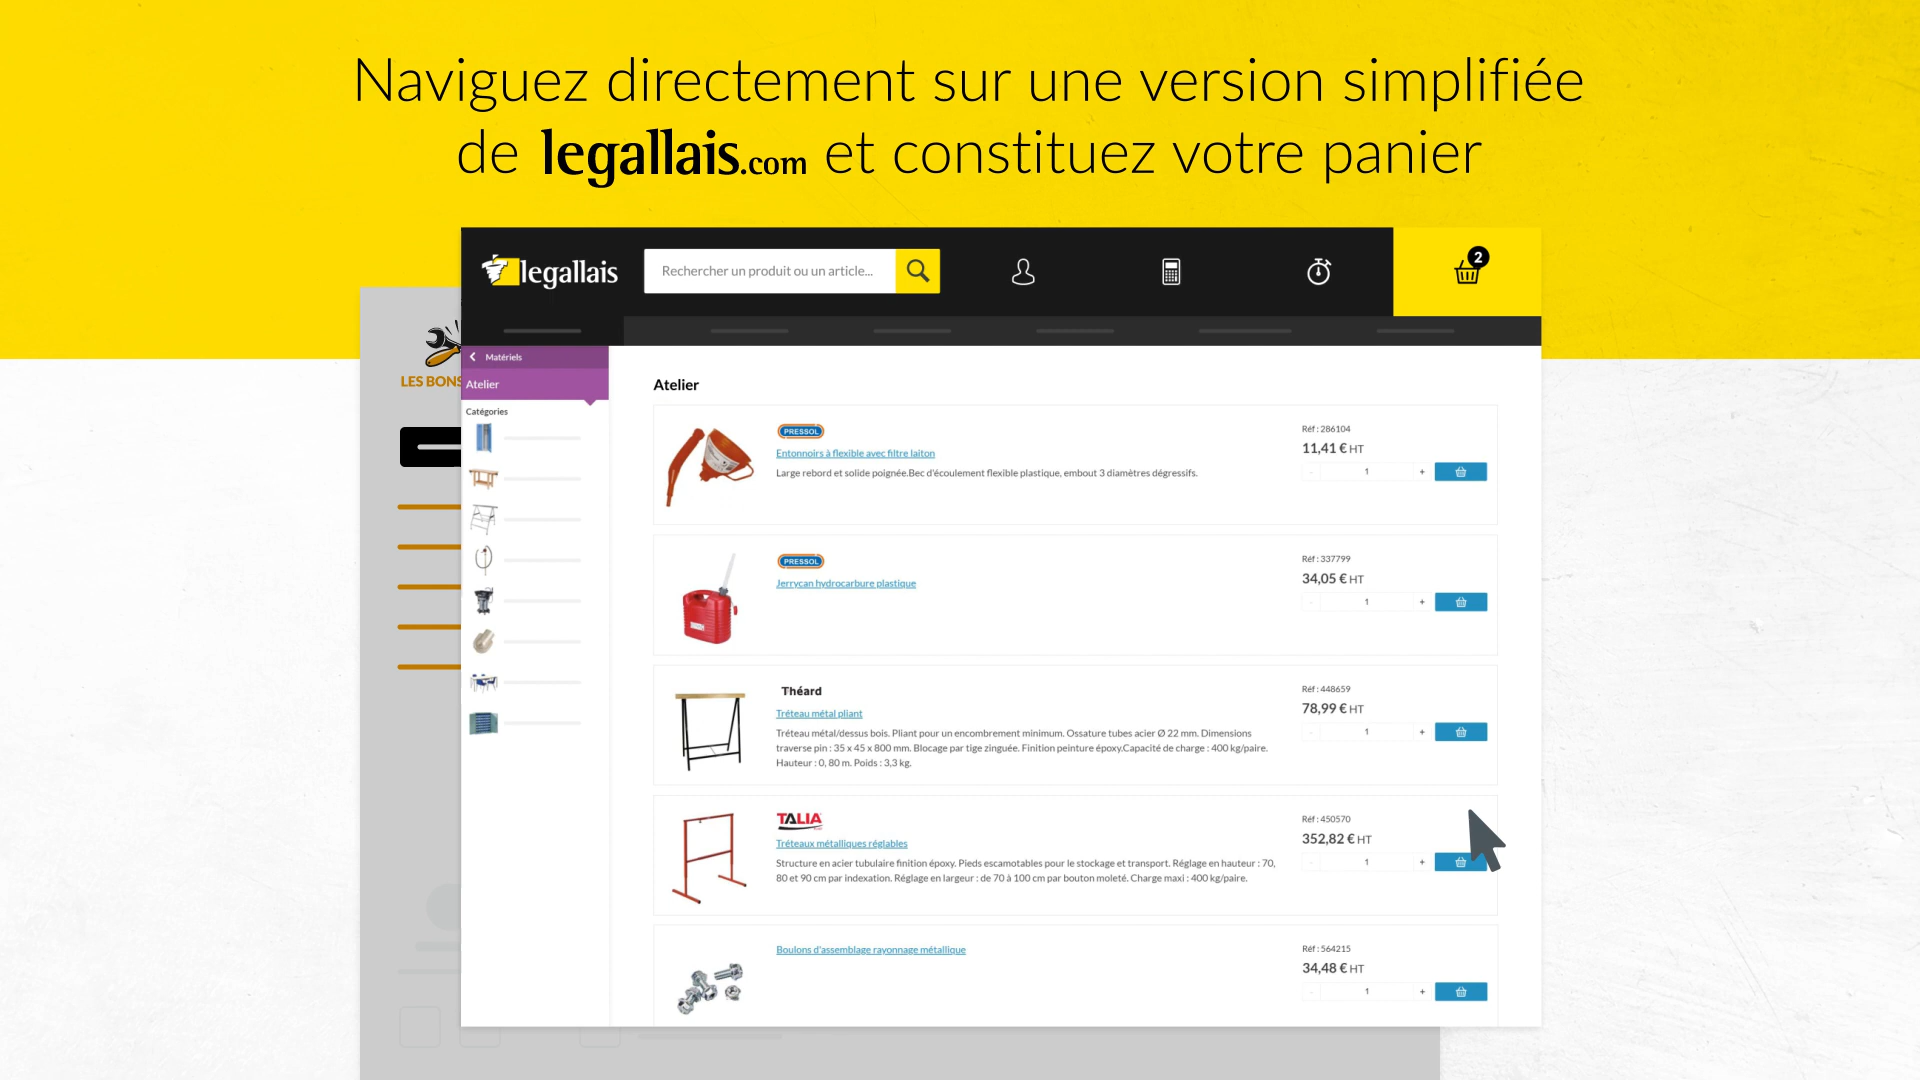 Naviguez directement sur une version simplifiée
de legallais.com et constituez votre panier
legallais
Rechercher un produit ou un article...
2
LES BONS
Matériels
Atelier
Catégories
Atelier
PRESSOL
Entonnoirs à flexible avec filtre laiton
Large rebord et solide poignée.Bec d'écoulement flexible plastique, embout 3 diamètres dégressifs.
Réf : 286104
11,41 € HT
- 1 +
PRESSOL
Jerrycan hydrocarbure plastique
Réf : 337799
34,05 € HT
- 1 +
Théard
Tréteau métal pliant
Tréteau métal/dessus bois. Pliant pour un encombrement minimum. Ossature tubes acier Ø 22 mm. Dimensions
traverse pin : 35 x 45 x 800 mm. Blocage par tige zinguée. Finition peinture époxy.Capacité de charge : 400 kg/paire.
Hauteur : 0, 80 m. Poids : 3,3 kg.
Réf : 448659
78,99 € HT
- 1 +
TALIA
Tréteaux métalliques réglables
Structure en acier tubulaire finition époxy. Pieds escamotables pour le stockage et transport. Réglage en hauteur : 70,
80 et 90 cm par indexation. Réglage en largeur : de 70 à 100 cm par bouton moleté. Charge maxi : 400 kg/paire.
Réf : 450570
352,82 € HT
- 1 +
Boulons d'assemblage rayonnage métallique
Réf : 564215
34,48 € HT
- 1 +